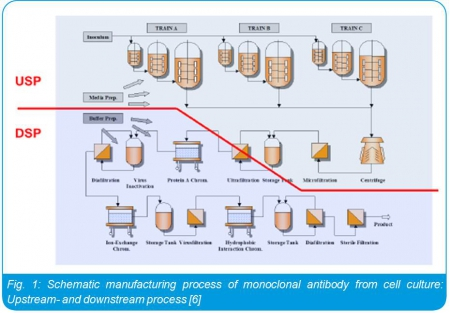 TRAIN A TRAIN B TRAIN C
Inoculum
USP
Media Prep.
DSP
Buffer Prep.
Diafiltration Virus Inactivation Protein A Chrom. Ultrafiltration Storage Tank Microfiltration Centrifuge
Product
Ion-Exchange Chrom. Storage Tank Virusfiltration Hydrophobic Interaction Chrom. Storage Tank Diafiltration Sterile Filtration
Fig. 1: Schematic manufacturing process of monoclonal antibody from cell culture:
Upstream- and downstream process [6]